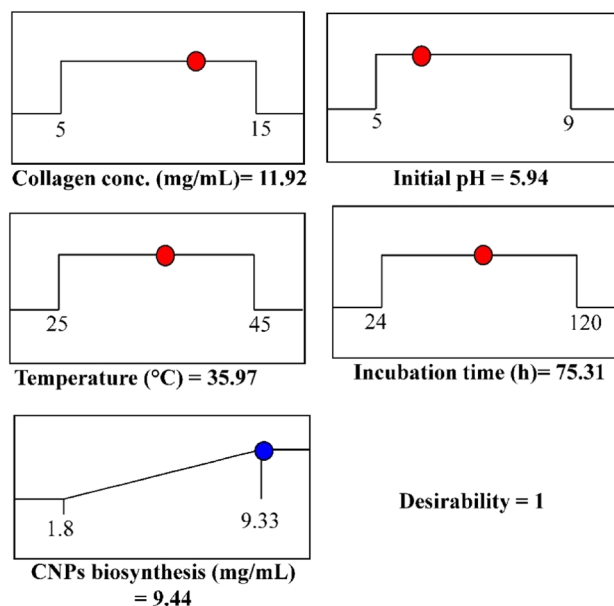 5
15
Collagen conc. (mg/mL)= 11.92
5
9
Initial pH = 5.94
25
45
Temperature (°C) = 35.97
24
120
Incubation time (h)= 75.31
1.8
9.33
CNPs biosynthesis (mg/mL)
= 9,44
Desirability = 1